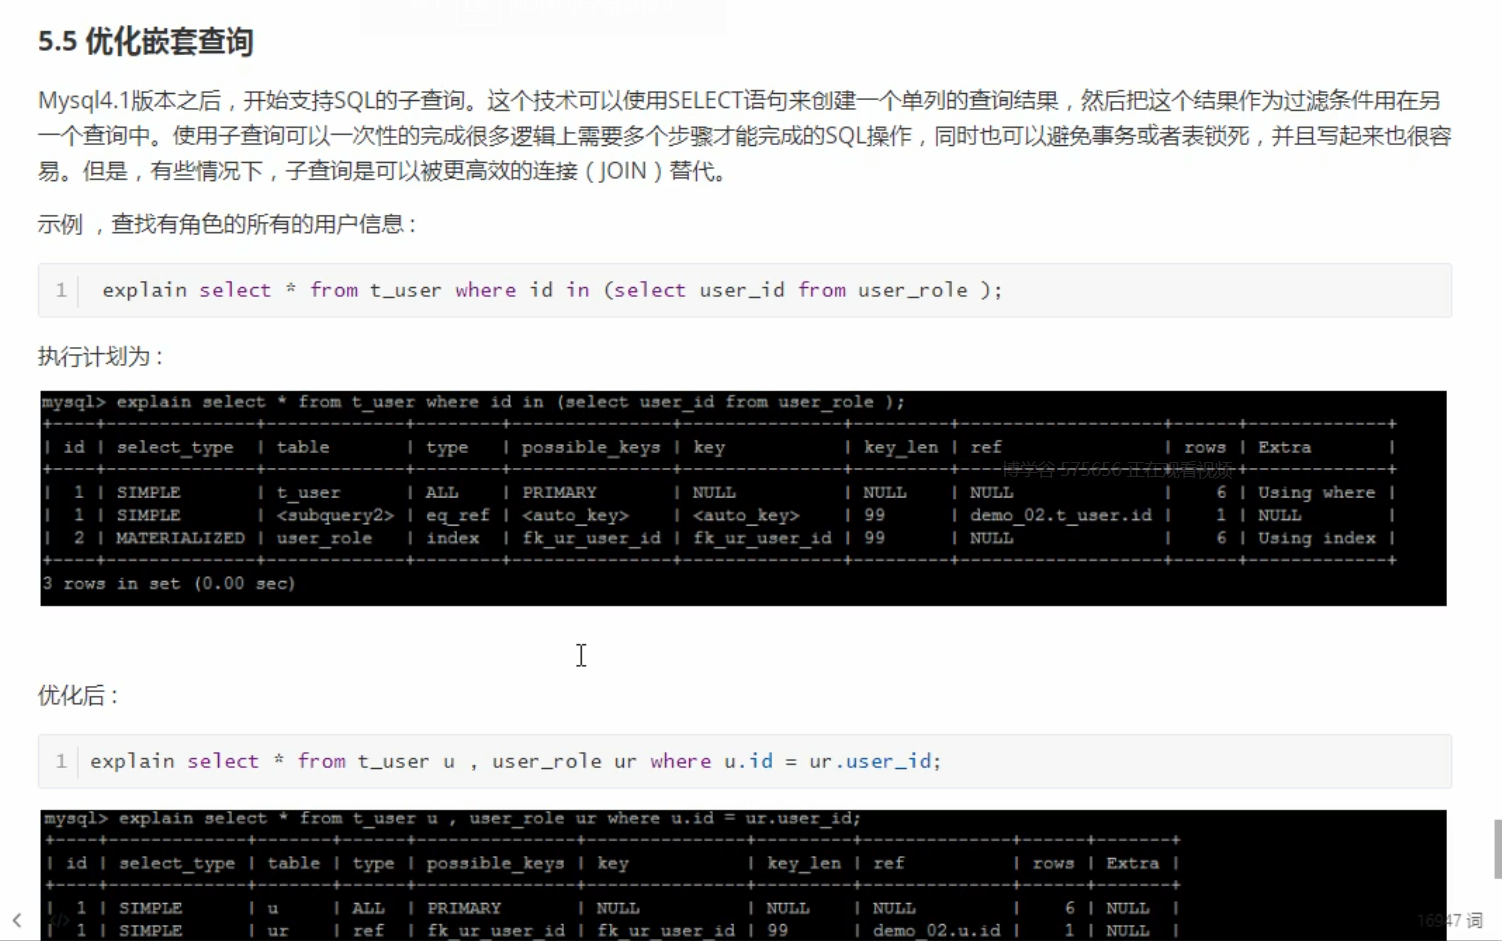 5.5 优化嵌套查询
Mysql4.1版本之后，开始支持SQL的子查询。这个技术可以使用SELECT语句来创建一个单列的查询结果，然后把这个结果作为过滤条件用在另
一个查询中。使用子查询可以一次性的完成很多逻辑上需要多个步骤才能完成的SQL操作，同时也可以避免事务或者表锁死，并且写起来也很容
易。但是，有些情况下，子查询是可以被更高效的连接（JOIN）替代。
示例 ，查找有角色的所有的用户信息：
1 explain select * from t_user where id in (select user_id from user_role );
执行计划为：
mysql> explain select * from t_user where id in (select user_id from user_role );
+----+--------------+-------------+--------+---------------+---------------+---------+-------------------+------+-------------+
| id | select_type | table | type | possible_keys | key | key_len | ref | rows | Extra |
博学谷 575656 正在观看视频
+----+--------------+-------------+--------+---------------+---------------+---------+-------------------+------+-------------+
| 1 | SIMPLE | t_user | ALL | PRIMARY | NULL | NULL | NULL | 6 | Using where |
| 1 | SIMPLE | <subquery2> | eq_ref | <auto_key> | <auto_key> | 99 | demo_02.t_user.id | 1 | NULL |
| 2 | MATERIALIZED | user_role | index | fk_ur_user_id | fk_ur_user_id | 99 | NULL | 6 | Using index |
+----+--------------+-------------+--------+---------------+---------------+---------+-------------------+------+-------------+
3 rows in set (0.00 sec)
优化后：
1 explain select * from t_user u , user_role ur where u.id = ur.user_id;
mysql> explain select * from t_user u , user_role ur where u.id = ur.user_id;
+----+-------------+-------+------+---------------+---------------+---------+--------------+------+-------+
| id | select_type | table | type | possible_keys | key | key_len | ref | rows | Extra |
+----+-------------+-------+------+---------------+---------------+---------+--------------+------+-------+
| 1 | SIMPLE | u | ALL | PRIMARY | NULL | NULL | NULL | 6 | NULL |
| 1 | SIMPLE | ur | ref | fk_ur_user_id | fk_ur_user_id | 99 | demo_02.u.id | 1 | NULL |
16947 词